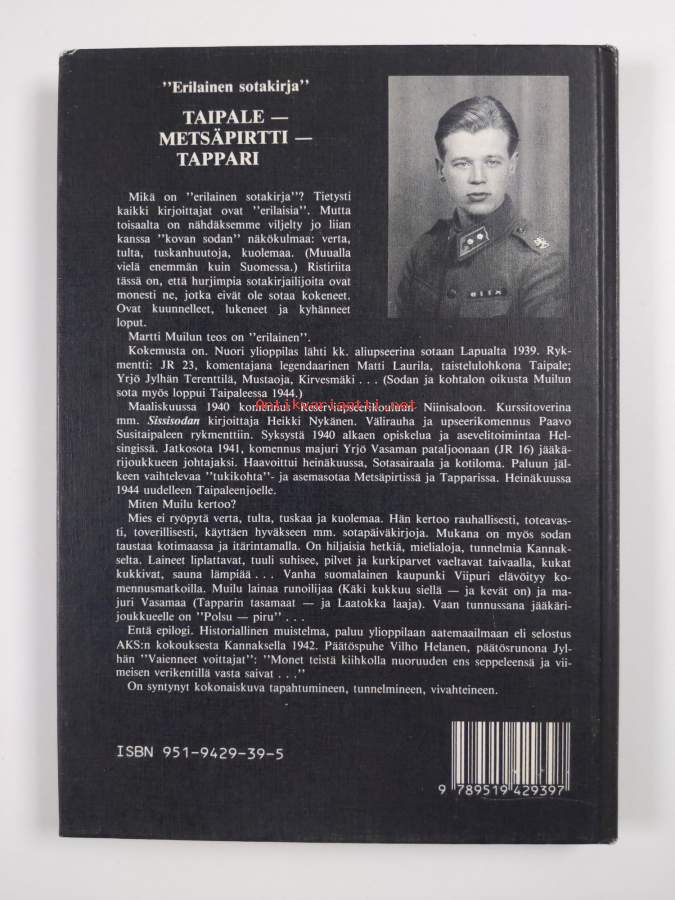 "Erilainen sotakirja"
TAIPALE —
METSÄPIRTTI —
TAPPARI
Mikä on "erilainen sotakirja"? Tietysti
kaikki kirjoittajat ovat "erilaisia". Mutta
toisaalta on nähdäksemme viljelty jo liian
kanssa "kovan sodan" näkökulmaa: verta,
tulta, tuskanhuutoja, kuolemaa. (Muualla
vielä enemmän kuin Suomessa.) Ristiriita
tässä on, että hurjimpia sotakirjailijoita ovat
monesti ne, jotka eivät ole sotaa kokeneet.
Ovat kuunnelleet, lukeneet ja kyhänneet
loput.
Martti Muilun teos on "erilainen".
Kokemusta on. Nuori ylioppilas lähti kk. aliupseerina sotaan Lapualta 1939. Ryk-
mentti: JR 23, komentajana legendaarinen Matti Laurila, taistelulohkona Taipale;
Yrjö Jylhän Terenttilä, Mustaoja, Kirvesmäki . . . (Sodan ja kohtalon oikusta Muilun
sota myös loppui Taipaleessa 1944.)
Maaliskuussa 1940 komennus Reserviupseerikouluun Niinisaloon. Kurssitoverina
mm. Sissisodan kirjoittaja Heikki Nykänen. Välirauha ja upseerikomennus Paavo
Susitaipaleen rykmenttiin. Syksystä 1940 alkaen opiskelua ja asevelitoimintaa Hel-
singissä. Jatkosota 1941, komennus majuri Yrjö Vasaman pataljoonaan (JR 16) jääkä-
rijoukkueen johtajaksi. Haavoittui heinäkuussa, Sotasairaala ja kotiloma. Paluun jäl-
keen vaihtelevaa "tukikohta"- ja asemasotaa Metsäpirtissä ja Tapparissa. Heinäkuussa
1944 uudelleen Taipaleenjoelle.
Miten Muilu kertoo?
Mies ei ryöpytä verta, tulta, tuskaa ja kuolemaa. Hän kertoo rauhallisesti, toteavas-
ti, toverillisesti, käyttäen hyväkseen mm. sotapäiväkirjoja. Mukana on myös sodan
taustaa kotimaassa ja itärintamalla. On hiljaisia hetkiä, mielialoja, tunnelmia Kannak-
selta. Laineet liplattavat, tuuli suhisee, pilvet ja kurkiparvet vaeltavat taivaalla, kukat
kukkivat, sauna lämpiää . . . Vanha suomalainen kaupunki Viipuri elävöityy ko-
mennusmatkoilla. Muilu lainaa runoilijaa (Käki kukkuu siellä — ja kevät on) ja ma-
juri Vasamaa (Tapparin tasamaat — ja Laatokka laaja). Vaan tunnussana jääkäri-
joukkueelle on "Polsu — piru" . . .
Entä epilogi. Historiallinen muistelma, paluu ylioppilaan aatemaailmaan eli selostus
AKS:n kokouksesta Kannaksella 1942. Päätöspuhe Vilho Helanen, päätösrunona Jyl-
hän "Vaienneet voittajat": "Monet teistä kiihkolla nuoruuden ens seppeleensä ja vii-
meisen verikentillä vasta saivat . . ."
On syntynyt kokonaiskuva tapahtumineen, tunnelmineen, vivahteineen.
Antikvariaatti.net
ISBN 951-9429-39-5
9 789519 429397